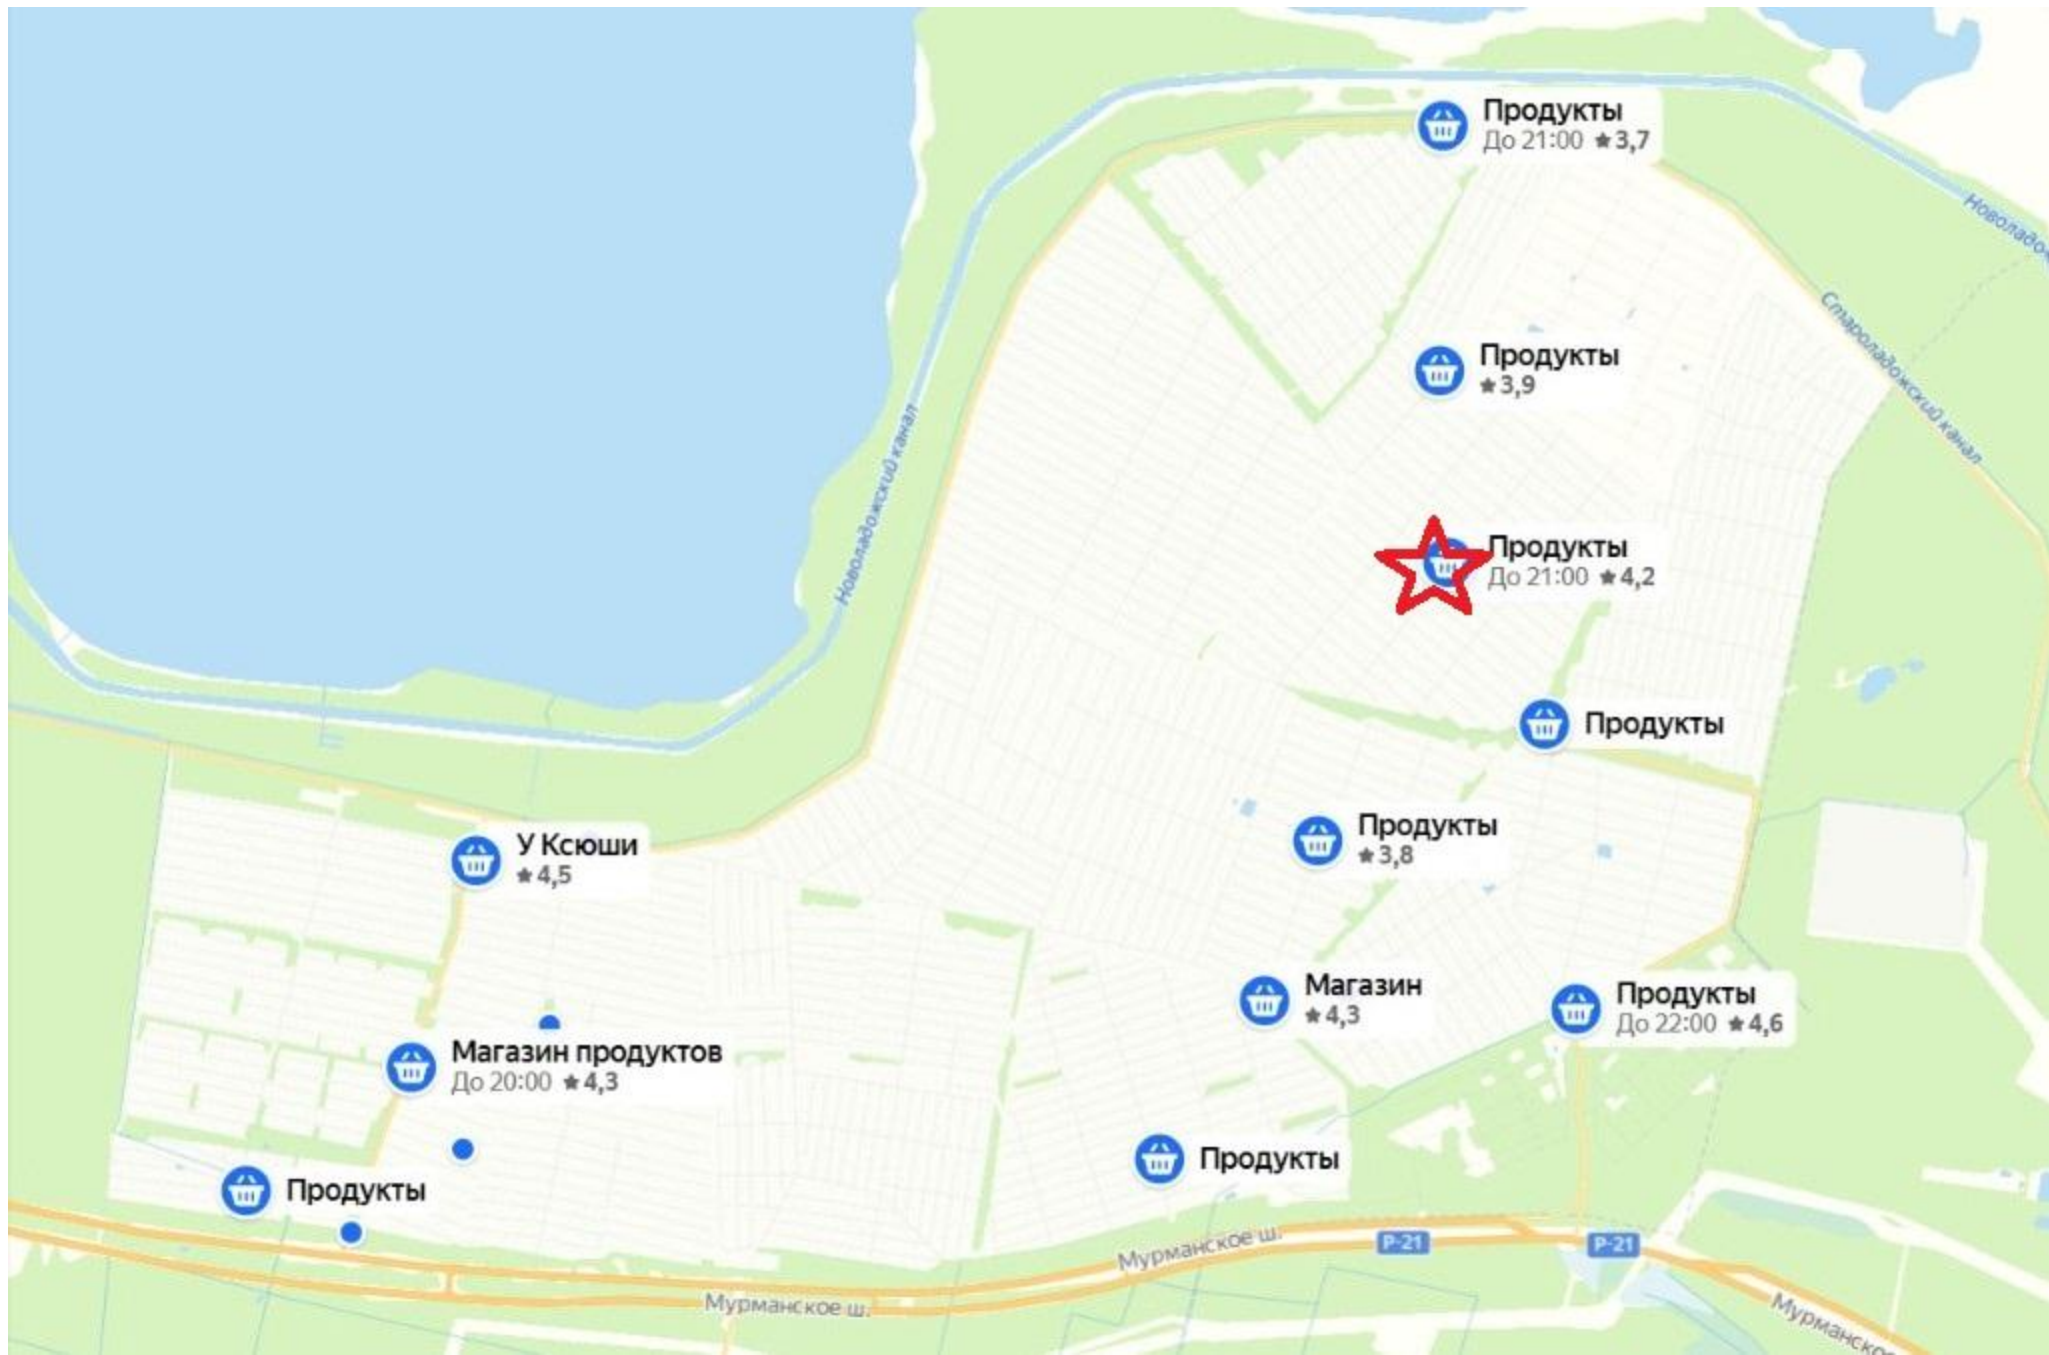 Продукты
До 21:00 ★3,7
Новоладо
Староладожский канал
Продукты
★3,9
Новоладожский канал
Продукты
До 21:00 ★4,2
Продукты
Продукты
★3,8
У Ксюши
★4,5
Магазин
★4,3
Продукты
До 22:00 ★4,6
Магазин продуктов
До 20:00 ★4,3
Продукты
Продукты
Мурманское ш.
Р-21
Р-21
Мурманское ш.
Мурманско